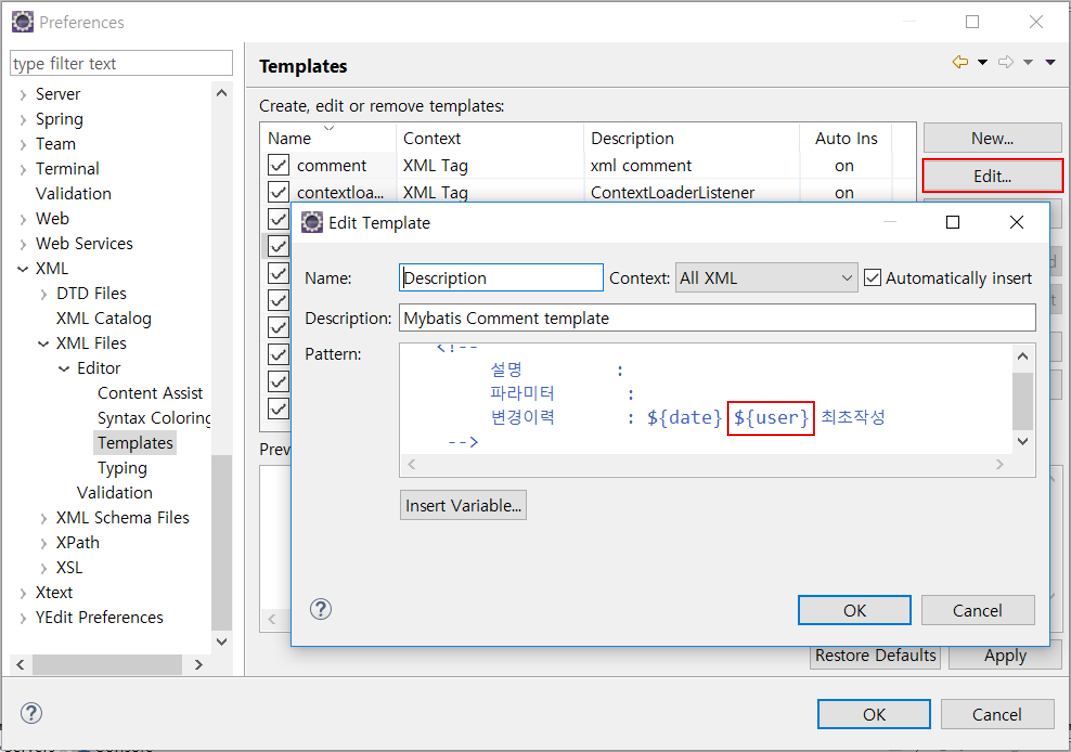 Preferences
type filter text
Server
Spring
Team
Terminal
Validation
Web
Web Services
XML
DTD Files
XML Catalog
XML Files
Editor
Content Assist
Syntax Coloring
Templates
Typing
Validation
XML Schema Files
XPath
XSL
Xtext
YEdit Preferences
Templates
Create, edit or remove templates:
Name Context Description Auto Ins
comment XML Tag xml comment on
contextloa... XML Tag ContextLoaderListener on
New...
Edit...
Prev
Edit Template
Name: Description Context: All XML Automatically insert
Description: Mybatis Comment template
Pattern:
<!--
설명 :
파라미터 :
변경이력 : ${date} ${user} 최초작성
-->
Insert Variable...
OK Cancel
Restore Defaults Apply
OK Cancel